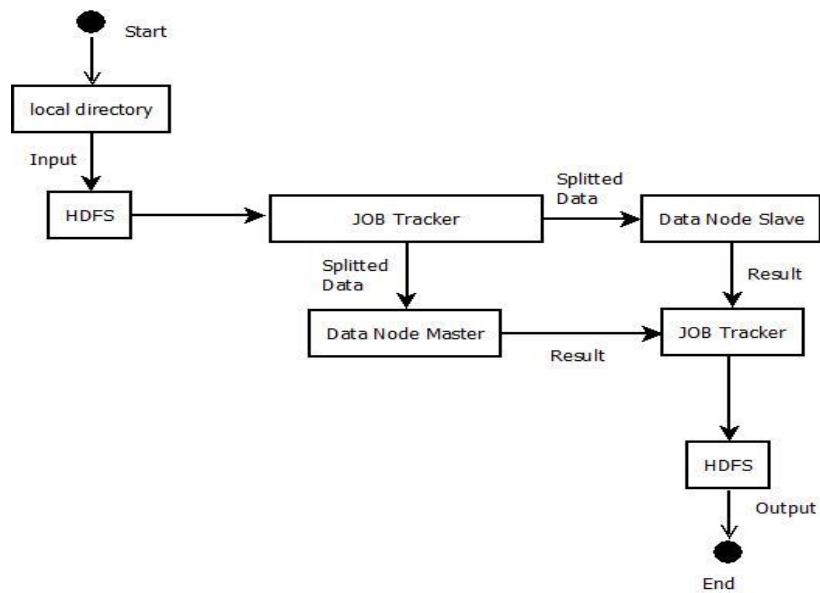 Start
local directory
Input
HDFS
JOB Tracker
Splitted
Data
Data Node Slave
Splitted
Data
Result
Data Node Master
Result
JOB Tracker
HDFS
Output
End